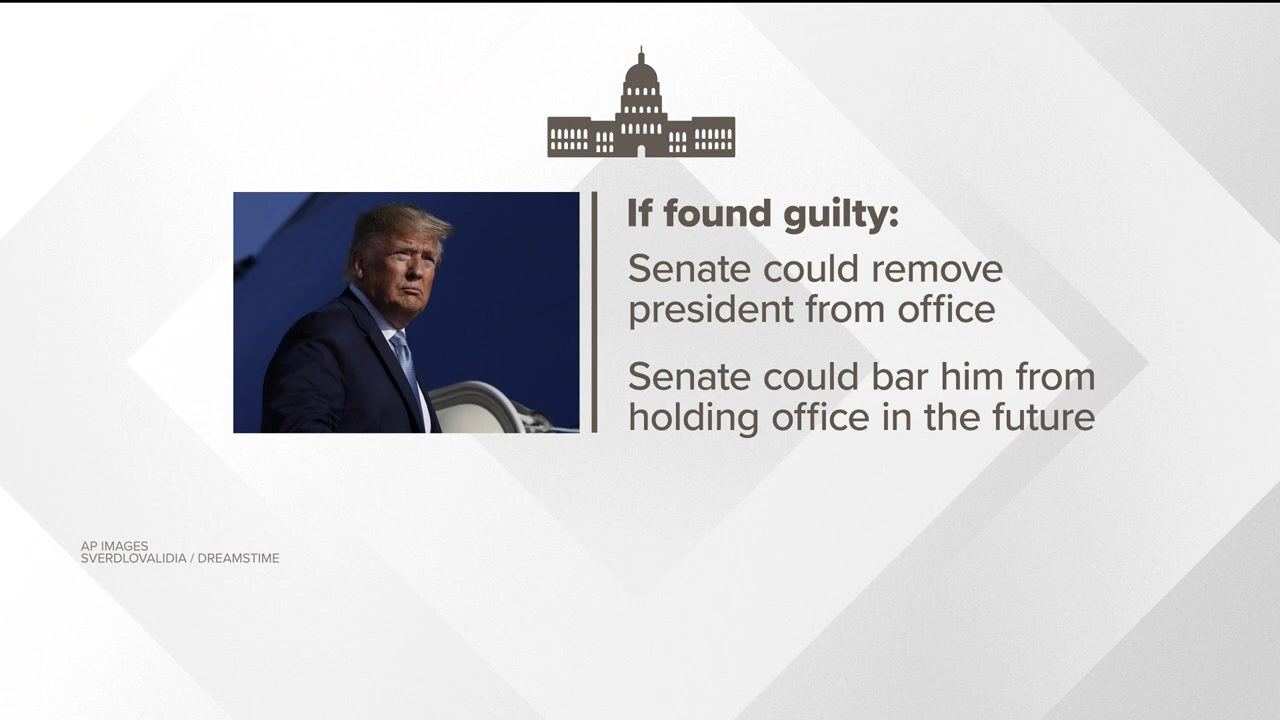 If found guilty:
Senate could remove
president from office
Senate could bar him from
holding office in the future
AP IMAGES
SVERDLOVALIDIA / DREAMSTIME